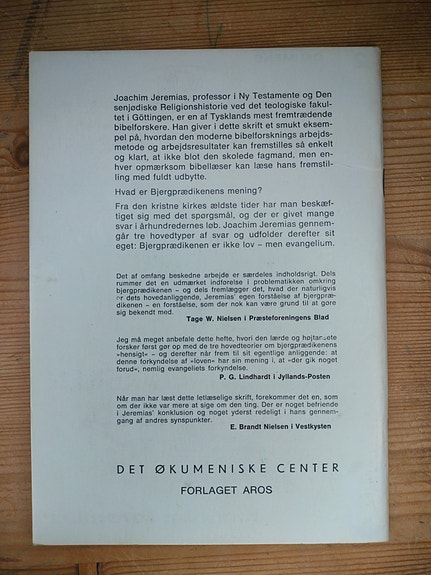 Joachim Jeremias, professor i Ny Testamente og Den
senjødiske Religionshistorie ved det teologiske fakul-
tet i Göttingen, er en af Tysklands mest fremtrædende
bibelforskere. Han giver i dette skrift et smukt eksem-
pel på, hvordan den moderne bibelforsknings arbejds-
metode og arbejdsresultater kan fremstilles så enkelt
og klart, at ikke blot den skolede fagmand, men en-
hver opmærksom bibellæser kan læse hans fremstil-
ling med fuldt udbytte.
Hvad er Bjergprædikenens mening?
Fra den kristne kirkes ældste tider har man beskæf-
tiget sig med det spørgsmål, og der er givet mange
svar i århundredernes løb. Joachim Jeremias gennem-
går tre hovedtyper af svar og udfolder derefter sit
eget: Bjergprædikenen er ikke lov – men evangelium.
Det af omfang beskedne arbejde er særdeles indholdsrigt. Dels
rummer det en udmærket indførelse i problematikken omkring
bjergprædikenen – og dels fremlægger det, hvad der naturligvis
er dets hovedanliggende, Jeremias' egen forståelse af bjergpræ-
dikenen – en forståelse, som der nok kan være grund til at gøre
sig bekendt med.
Tage W. Nielsen i Præsteforeningens Blad
Jeg må meget anbefale dette hefte, hvori den lærde og højtansete
forsker først gør op med de tre hovedteorier om bjergprædikenens
»hensigt« – og derefter når frem til sit egentlige anliggende: at
denne forkyndelse af »loven« har sin mening i, at »der gik noget
forud«, nemlig evangeliets forkyndelse.
P. G. Lindhardt i Jyllands-Posten
Når man har læst dette letlæselige skrift, forekommer det en, som
om der ikke var mere at sige om den ting. Der er noget befriende
i Jeremias' konklusion og noget yderst redeligt i hans gennem-
gang af andres synspunkter.
E. Brandt Nielsen i Vestkysten
DET ØKUMENISKE CENTER
FORLAGET AROS